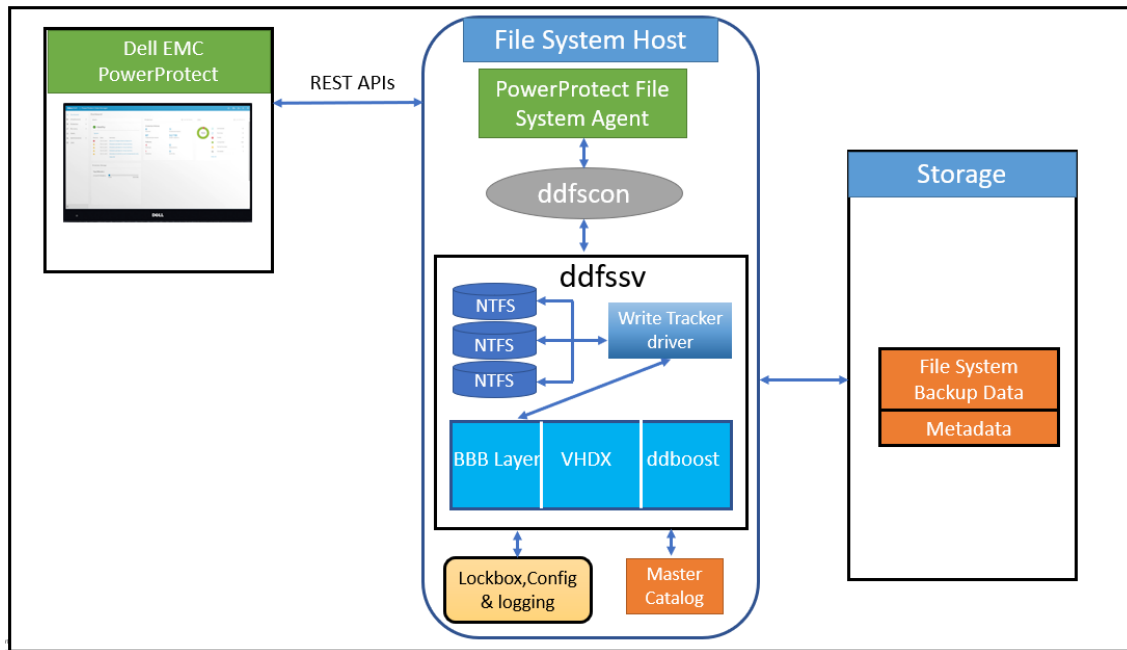 Dell EMC
PowerProtect
DELL
REST APIs
File System Host
PowerProtect File
System Agent
ddfscon
ddfssv
NTFS
NTFS
NTFS
Write Tracker
driver
BBB Layer
VHDX
ddboost
Lockbox,Config
& logging
Master
Catalog
Storage
File System
Backup Data
Metadata